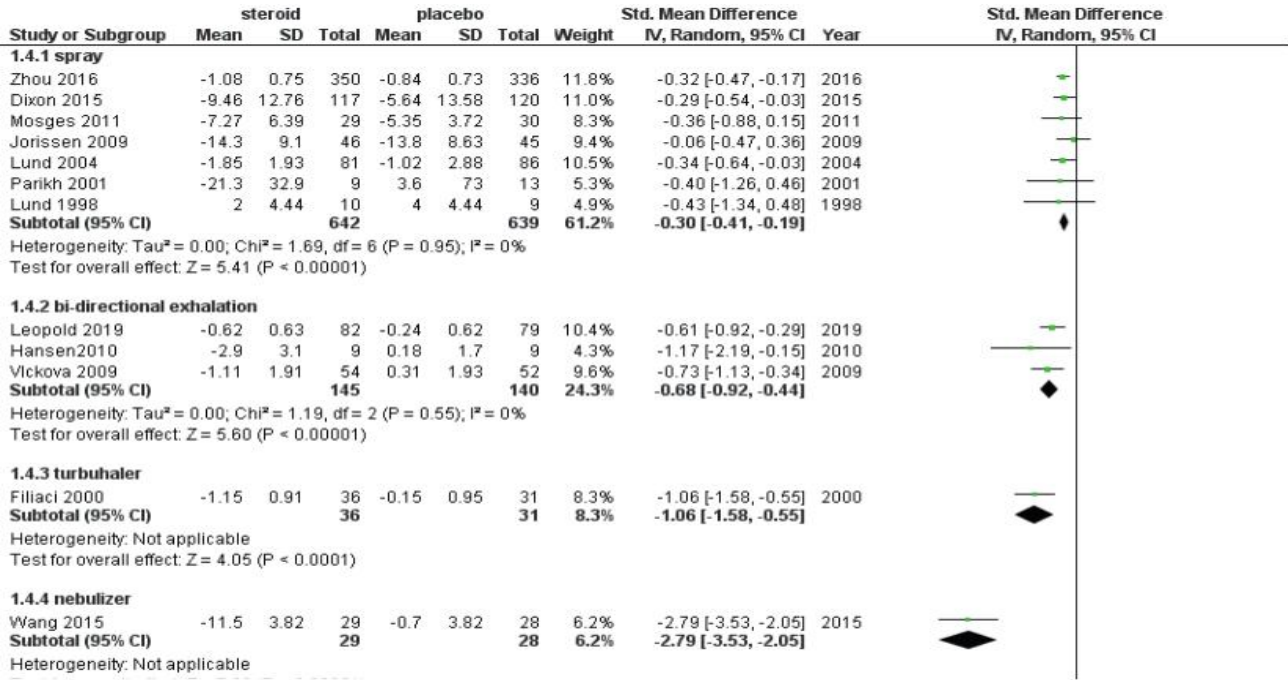 steroid placebo Std. Mean Difference Std. Mean Difference
Study or Subgroup Mean SD Total Mean SD Total Weight IV, Random, 95% CI Year IV, Random, 95% CI
1.4.1 spray
Zhou 2016 -1.08 0.75 350 -0.84 0.73 336 11.8% -0.32 [-0.47, -0.17] 2016
Dixon 2015 -9.46 12.76 117 -5.64 13.58 120 11.0% -0.29 [-0.54, -0.03] 2015
Mosges 2011 -7.27 6.39 29 -5.35 3.72 30 8.3% -0.36 [-0.88, 0.15] 2011
Jorissen 2009 -14.3 9.1 46 -13.8 8.63 45 9.4% -0.06 [-0.47, 0.36] 2009
Lund 2004 -1.85 1.93 81 -1.02 2.88 86 10.5% -0.34 [-0.64, -0.03] 2004
Parikh 2001 -21.3 32.9 9 3.6 73 13 5.3% -0.40 [-1.26, 0.46] 2001
Lund 1998 2 4.44 10 4 4.44 9 4.9% -0.43 [-1.34, 0.48] 1998
Subtotal (95% CI) 642 639 61.2% -0.30 [-0.41, -0.19]
Heterogeneity: Tau² = 0.00; Chi² = 1.69, df = 6 (P = 0.95); I² = 0%
Test for overall effect: Z = 5.41 (P < 0.00001)
1.4.2 bi-directional exhalation
Leopold 2019 -0.62 0.63 82 -0.24 0.62 79 10.4% -0.61 [-0.92, -0.29] 2019
Hansen2010 -2.9 3.1 9 0.18 1.7 9 4.3% -1.17 [-2.19, -0.15] 2010
Vlckova 2009 -1.11 1.91 54 0.31 1.93 52 9.6% -0.73 [-1.13, -0.34] 2009
Subtotal (95% CI) 145 140 24.3% -0.68 [-0.92, -0.44]
Heterogeneity: Tau² = 0.00; Chi² = 1.19, df = 2 (P = 0.55); I² = 0%
Test for overall effect: Z = 5.60 (P < 0.00001)
1.4.3 turbuhaler
Filiaci 2000 -1.15 0.91 36 -0.15 0.95 31 8.3% -1.06 [-1.58, -0.55] 2000
Subtotal (95% CI) 36 31 8.3% -1.06 [-1.58, -0.55]
Heterogeneity: Not applicable
Test for overall effect: Z = 4.05 (P < 0.0001)
1.4.4 nebulizer
Wang 2015 -11.5 3.82 29 -0.7 3.82 28 6.2% -2.79 [-3.53, -2.05] 2015
Subtotal (95% CI) 29 28 6.2% -2.79 [-3.53, -2.05]
Heterogeneity: Not applicable